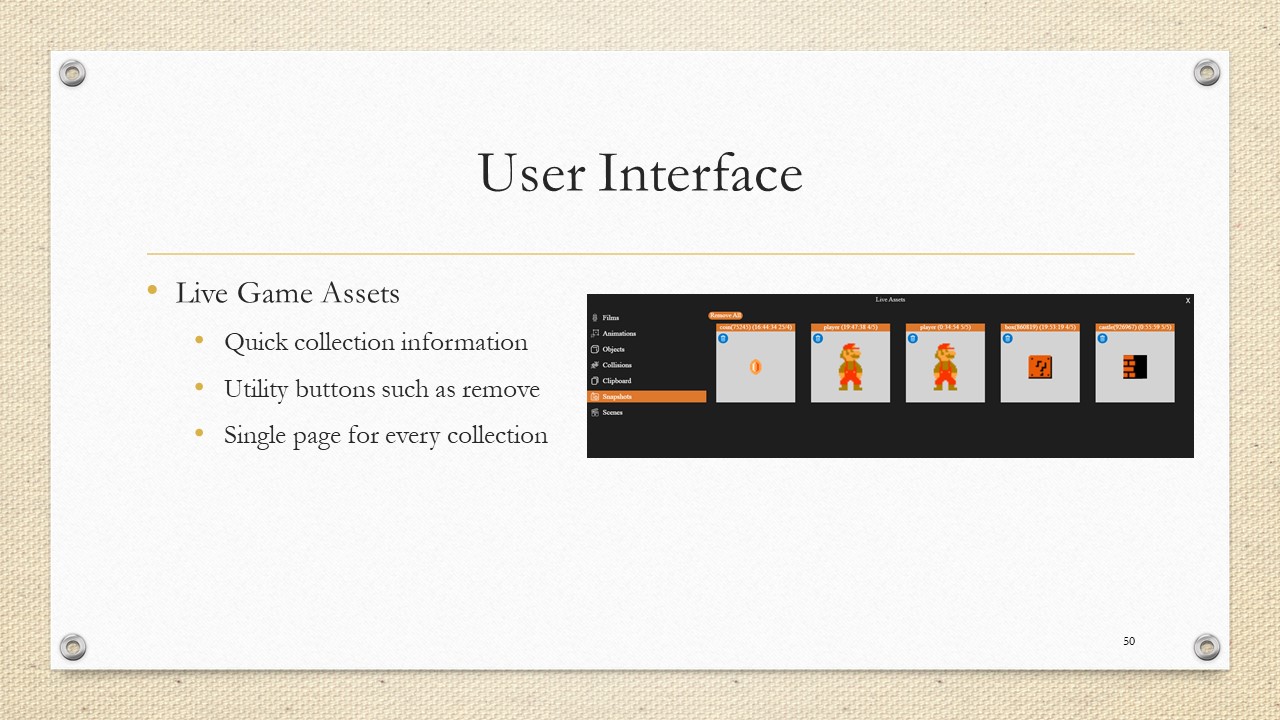 User Interface
Live Game Assets
Quick collection information
Utility buttons such as remove
Single page for every collection
Live Assets
X
Films
Animations
Objects
Collisions
Clipboard
Snapshots
Scenes
Remove All
coin(75245) (16:44:34 25/4)
player (19:47:38 4/5)
player (0:34:54 5/5)
box(860819) (19:53:19 4/5)
castle(926967) (0:55:59 5/5)
50